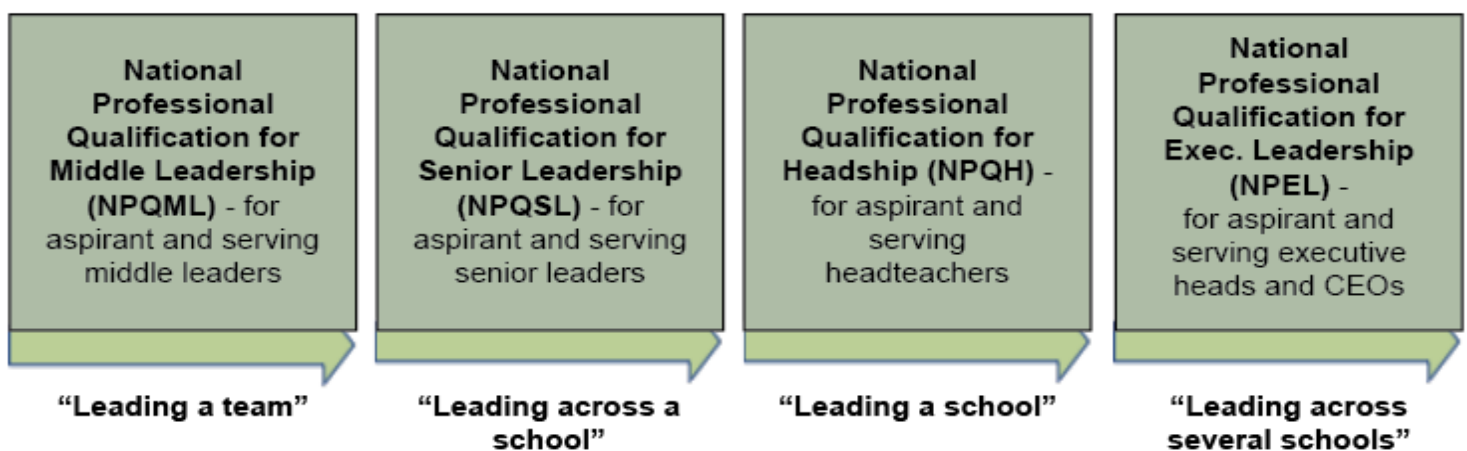 National
Professional
Qualification for
Middle Leadership
(NPQML) - for
aspirant and serving
middle leaders
"Leading a team"
National
Professional
Qualification for
Senior Leadership
(NPQSL) - for
aspirant and serving
senior leaders
"Leading across a
school"
National
Professional
Qualification for
Headship (NPQH) -
for aspirant and
serving
headteachers
"Leading a school"
National
Professional
Qualification for
Exec. Leadership
(NPEL) -
for aspirant and
serving executive
heads and CEOs
"Leading across
several schools"